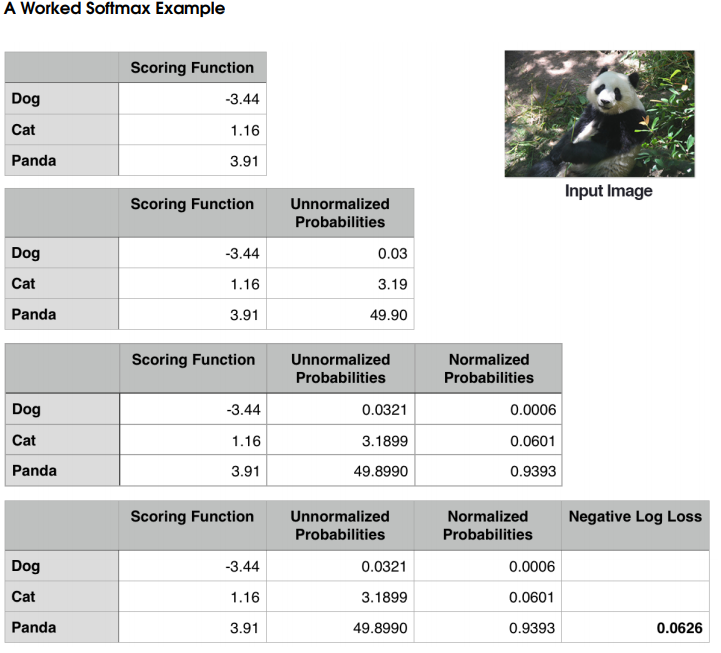 A Worked Softmax Example
Scoring Function
Dog -3.44
Cat 1.16
Panda 3.91
Input Image
Scoring Function Unnormalized Probabilities
Dog -3.44 0.03
Cat 1.16 3.19
Panda 3.91 49.90
Scoring Function Unnormalized Probabilities Normalized Probabilities
Dog -3.44 0.0321 0.0006
Cat 1.16 3.1899 0.0601
Panda 3.91 49.8990 0.9393
Scoring Function Unnormalized Probabilities Normalized Probabilities Negative Log Loss
Dog -3.44 0.0321 0.0006
Cat 1.16 3.1899 0.0601
Panda 3.91 49.8990 0.9393 0.0626